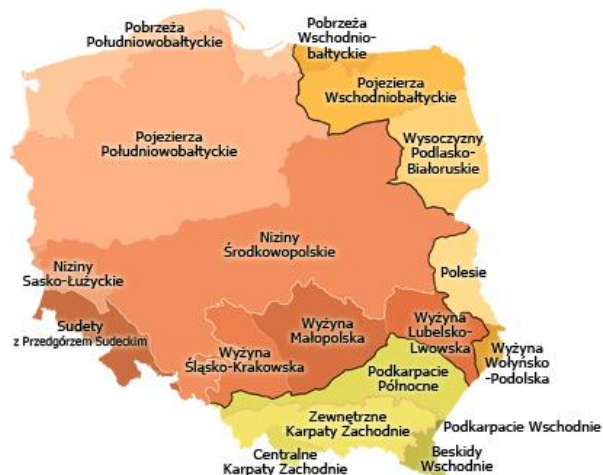 Pobrzeża
Południowobałtyckie
Pobrzeża
Wschodnio-
bałtyckie
Pojezierza
Wschodniobałtyckie
Pojezierza
Południowobałtyckie
Wysoczyzny
Podlasko-
Białoruskie
Niziny
Środkowopolskie
Polesie
Niziny
Sasko-Łużyckie
Sudety
z Przedgórzem Sudeckim
Wyżyna
Śląsko-Krakowska
Wyżyna
Małopolska
Wyżyna
Lubelsko-
Lwowska
Wyżyna
Wołyńsko
-Podolska
Podkarpacie
Północne
Zewnętrzne
Karpaty Zachodnie
Podkarpacie Wschodnie
Centralne
Karpaty Zachodnie
Beskidy
Wschodnie